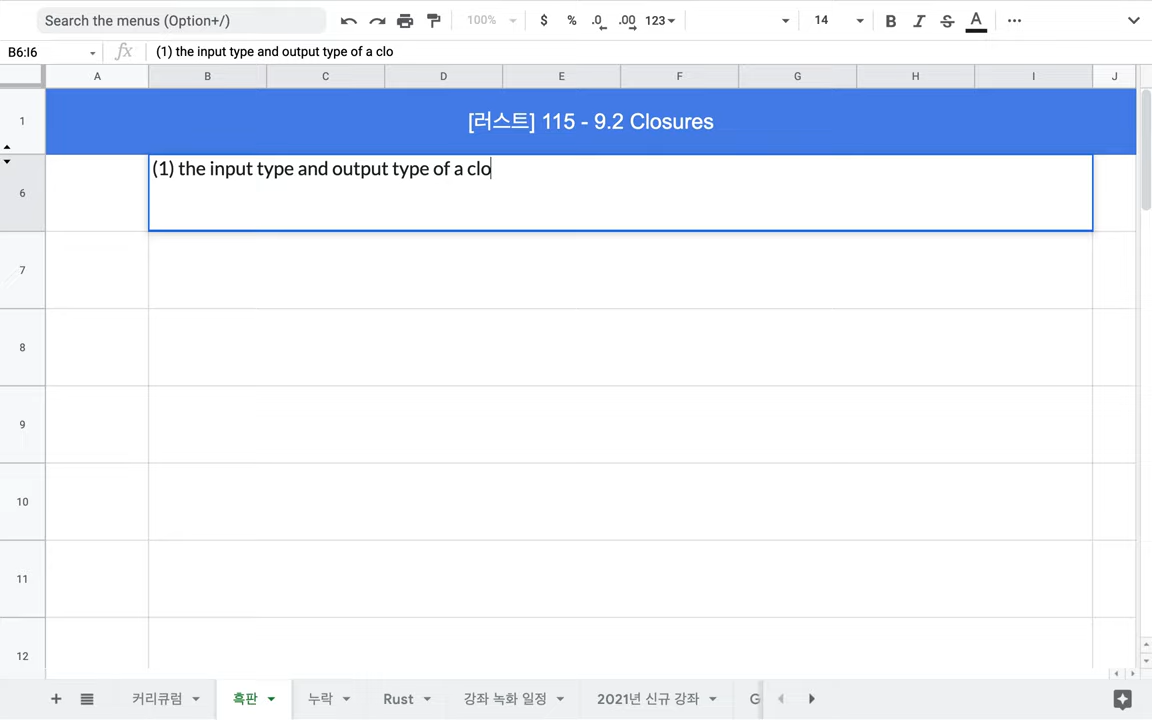 Search the menus (Option+/) 100% $ % .0 .00 123 14 B I S A
B6:I6 fx (1) the input type and output type of a clo
A B C D E F G H I J
1 [러스트] 115 - 9.2 Closures
6 (1) the input type and output type of a clo
7
8
9
10
11
12
커리큐럼 흑판 누락 Rust 강좌 녹화 일정 2021년 신규 강좌 G